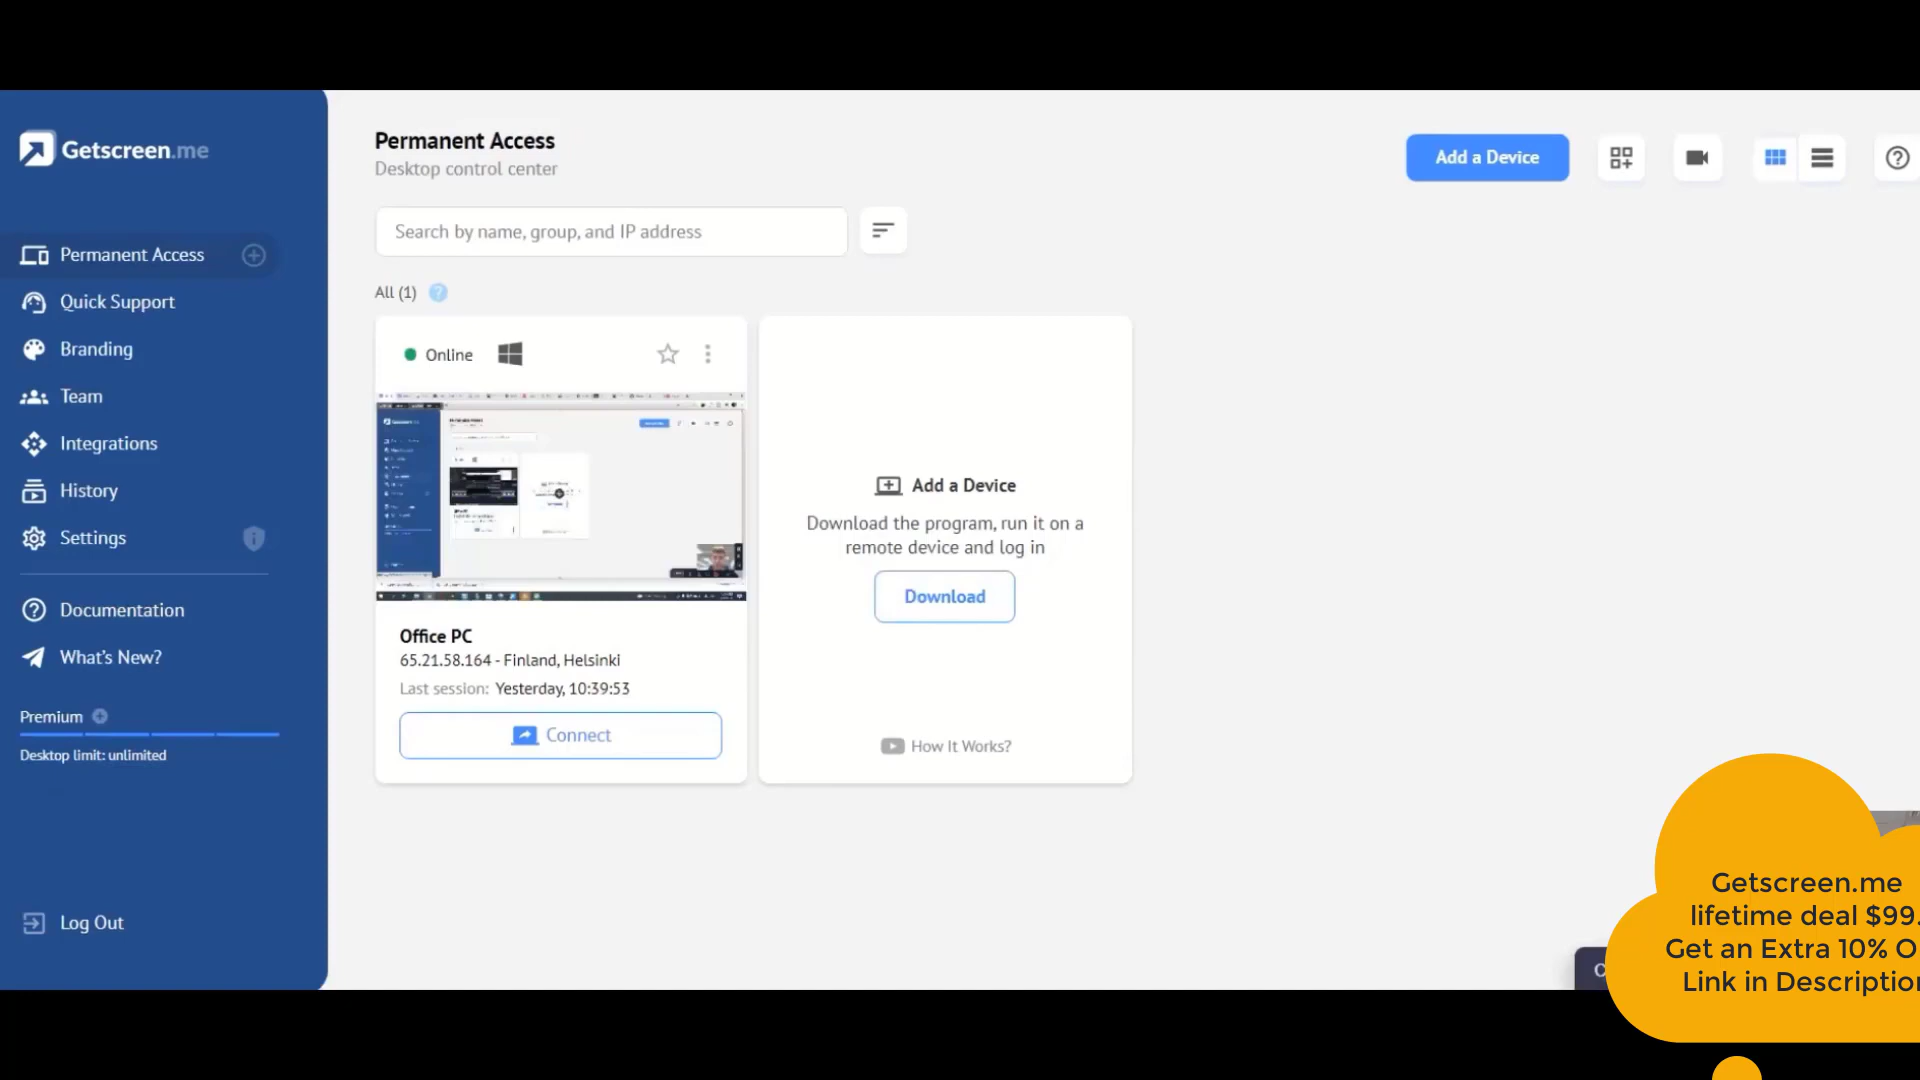 Getscreen.me
Permanent Access
Quick Support
Branding
Team
Integrations
History
Settings
Documentation
What's New?
Premium
Desktop limit: unlimited
Log Out
Permanent Access
Desktop control center
Add a Device
Search by name, group, and IP address
All (1)
Online
Office PC
65.21.58.164 - Finland, Helsinki
Last session: Yesterday, 10:39:53
Connect
Add a Device
Download the program, run it on a
remote device and log in
Download
How It Works?
Getscreen.me
lifetime deal $99.
Get an Extra 10% O
Link in Description